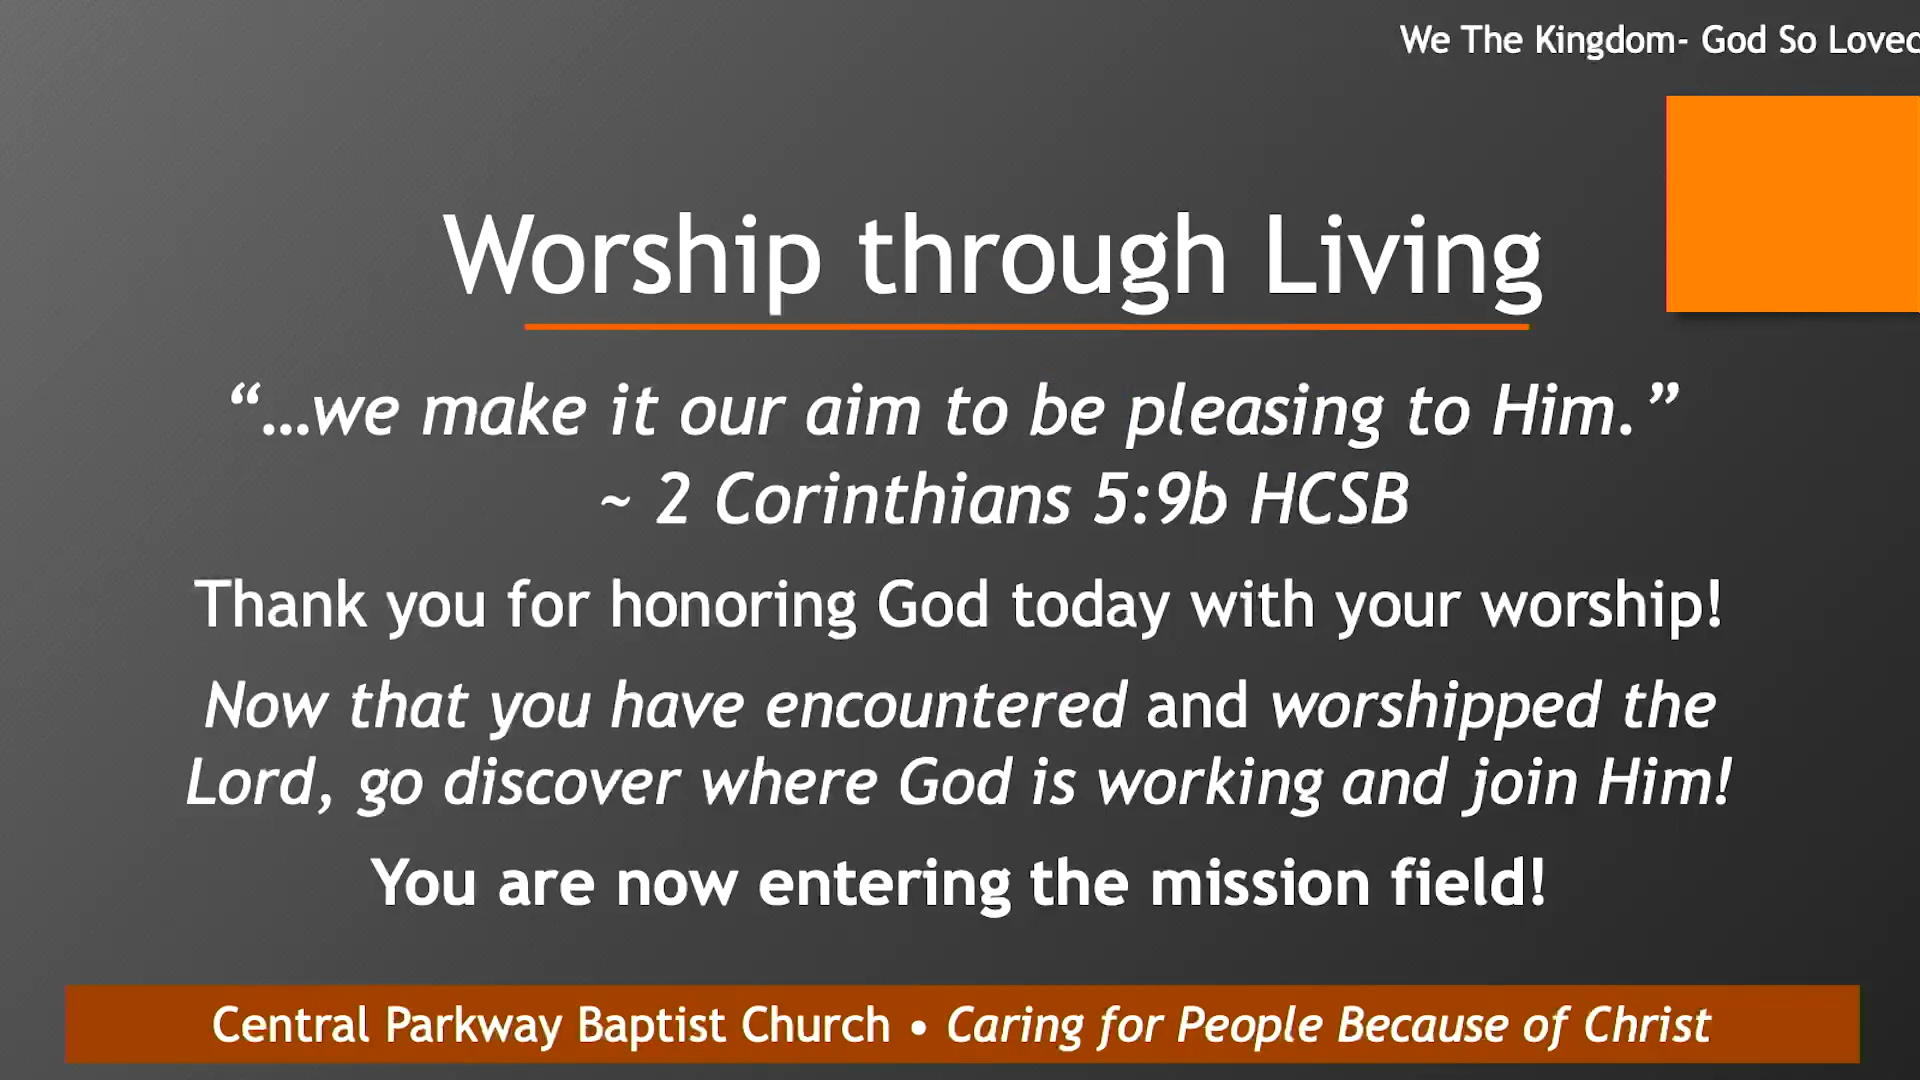 We The Kingdom- God So Loved
Worship through Living
“…we make it our aim to be pleasing to Him.”
~ 2 Corinthians 5:9b HCSB
Thank you for honoring God today with your worship!
Now that you have encountered and worshipped the
Lord, go discover where God is working and join Him!
You are now entering the mission field!
Central Parkway Baptist Church • Caring for People Because of Christ